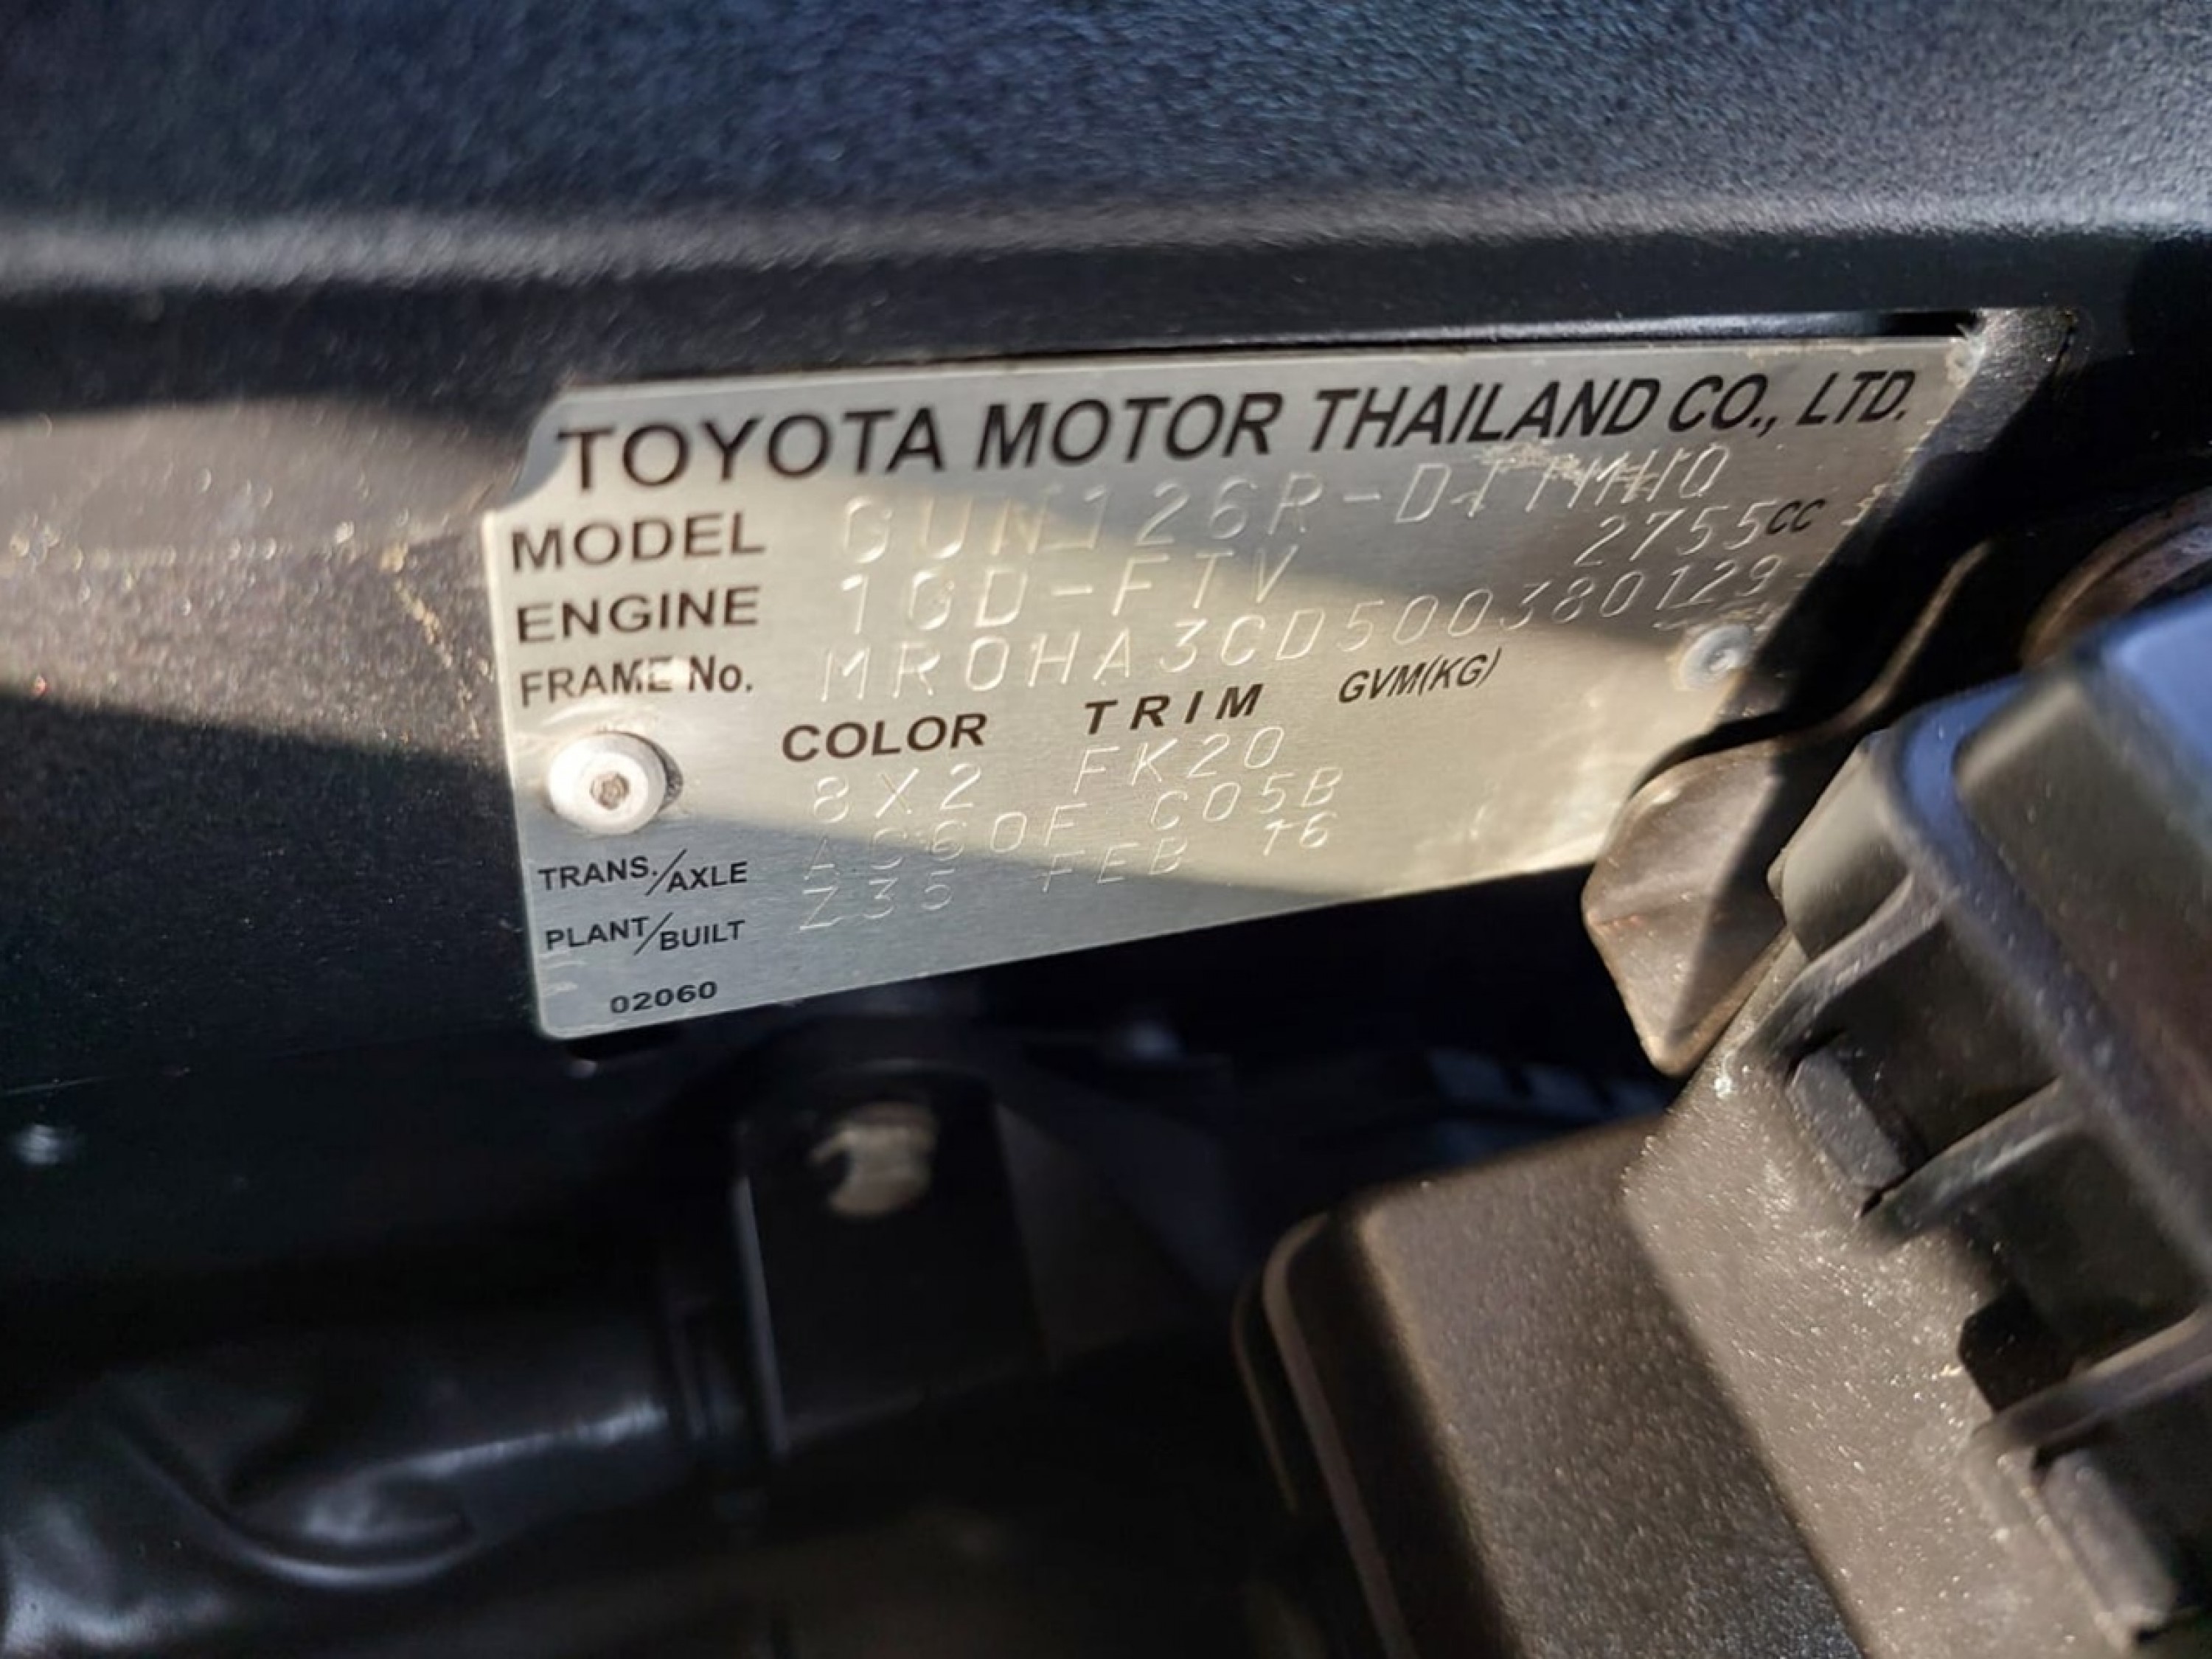 TOYOTA MOTOR THAILAND CO., LTD.
MODEL GUN126R-DTTMHQ
ENGINE 1GD-FTV 2755CC
FRAME No. MR0HA3CD500380129
COLOR TRIM GVM(KG)
8X2 FK20
TRANS./AXLE AC60F C05B
PLANT/BUILT Z35 FEB 16
02060